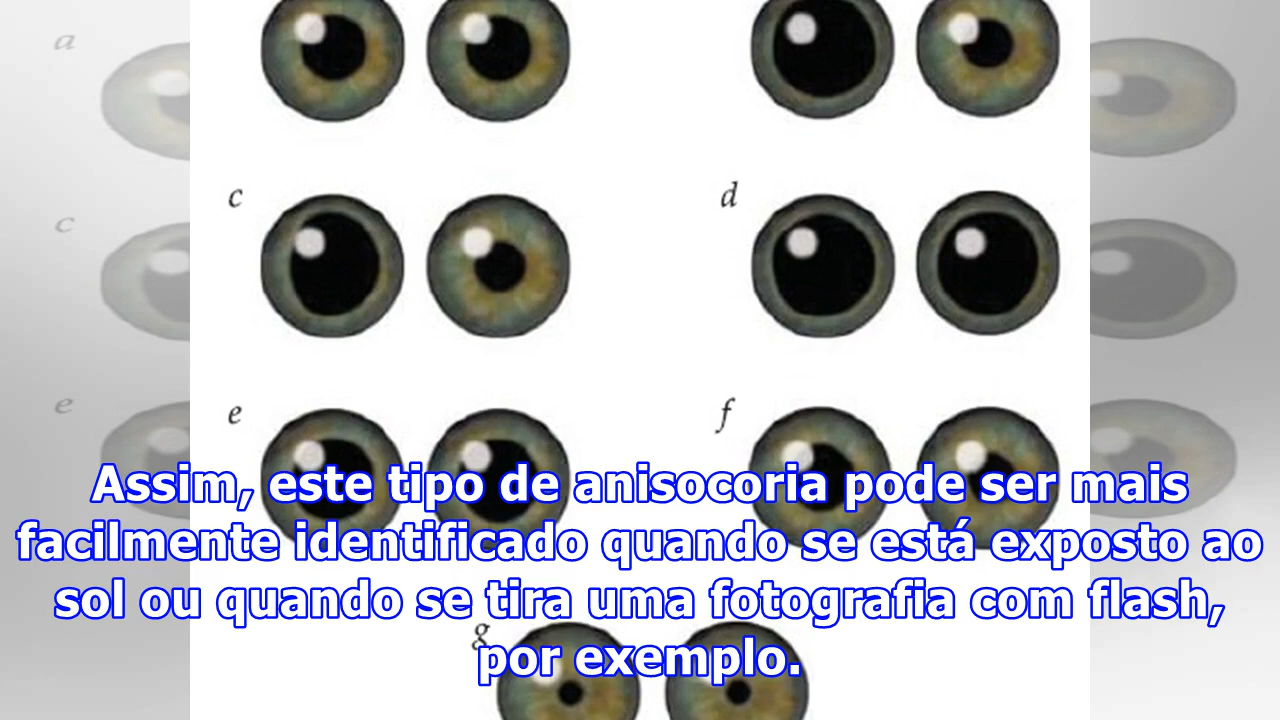 a
c
d
c
e
f
e
Assim, este tipo de anisocoria pode ser mais
facilmente identificado quando se está exposto ao
sol ou quando se tira uma fotografia com flash,
g
por exemplo.